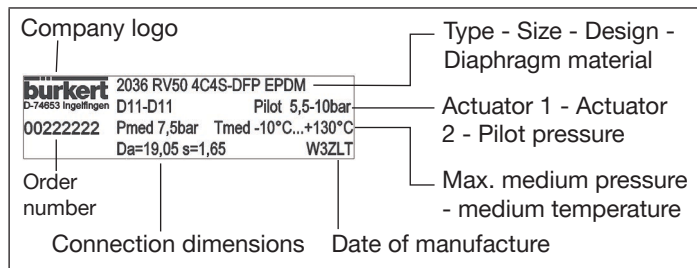 Company logo
Type - Size - Design -
Diaphragm material
bürkert
D-74653 Ingelfingen
00222222
2036 RV50 4C4S-DFP EPDM
D11-D11 Pilot 5,5-10bar
Pmed 7,5bar Tmed -10°C...+130°C
Da=19,05 s=1,65 W3ZLT
Actuator 1 - Actuator
2 - Pilot pressure
Order
number
Max. medium pressure
- medium temperature
Connection dimensions
Date of manufacture